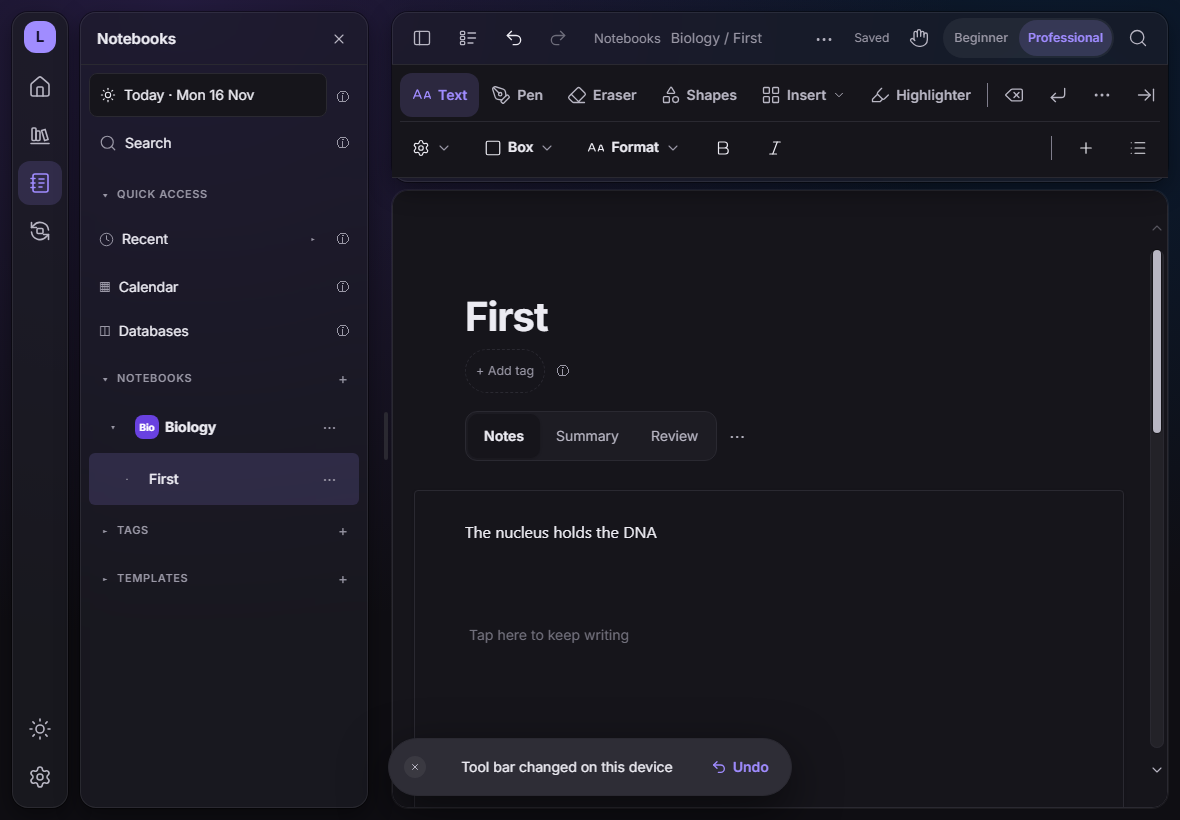 L
Notebooks
Today · Mon 16 Nov
Search
QUICK ACCESS
Recent
Calendar
Databases
NOTEBOOKS
Bio Biology
First
TAGS
TEMPLATES
Notebooks Biology / First
Saved
Beginner Professional
AA Text Pen Eraser Shapes Insert Highlighter
Box AA Format B I
First
+ Add tag
Notes Summary Review
The nucleus holds the DNA
Tap here to keep writing
Tool bar changed on this device Undo